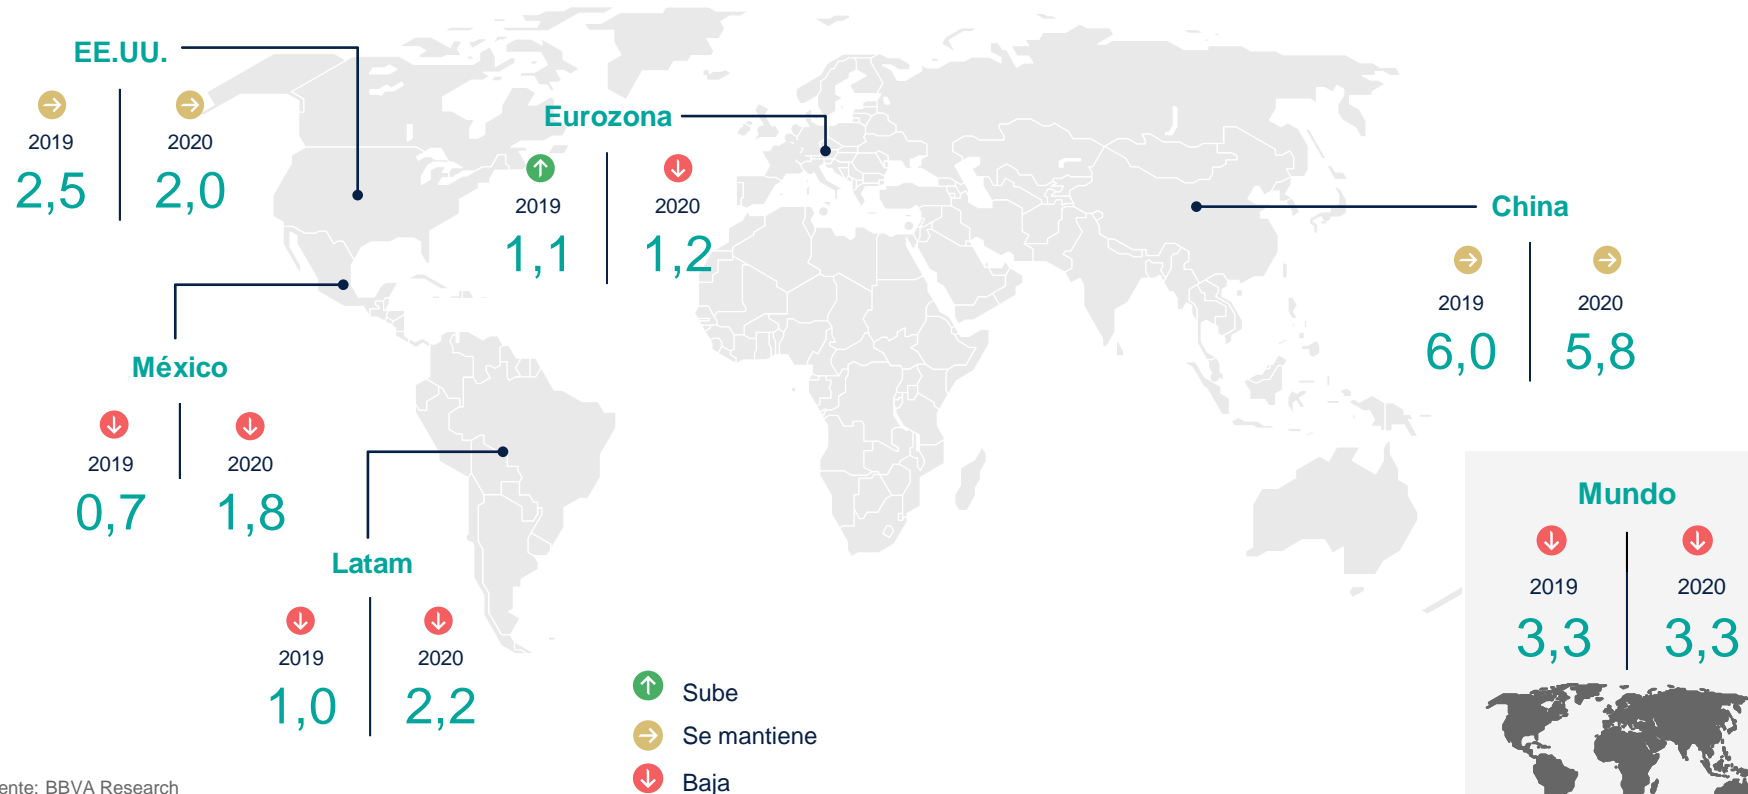 EE.UU.
2019
2020
2,5
2,0
Eurozona
2019
2020
1,1
1,2
China
2019
2020
6,0
5,8
México
2019
2020
0,7
1,8
Latam
2019
2020
1,0
2,2
Mundo
2019
2020
3,3
3,3
Sube
Se mantiene
Baja
ente: BBVA Research